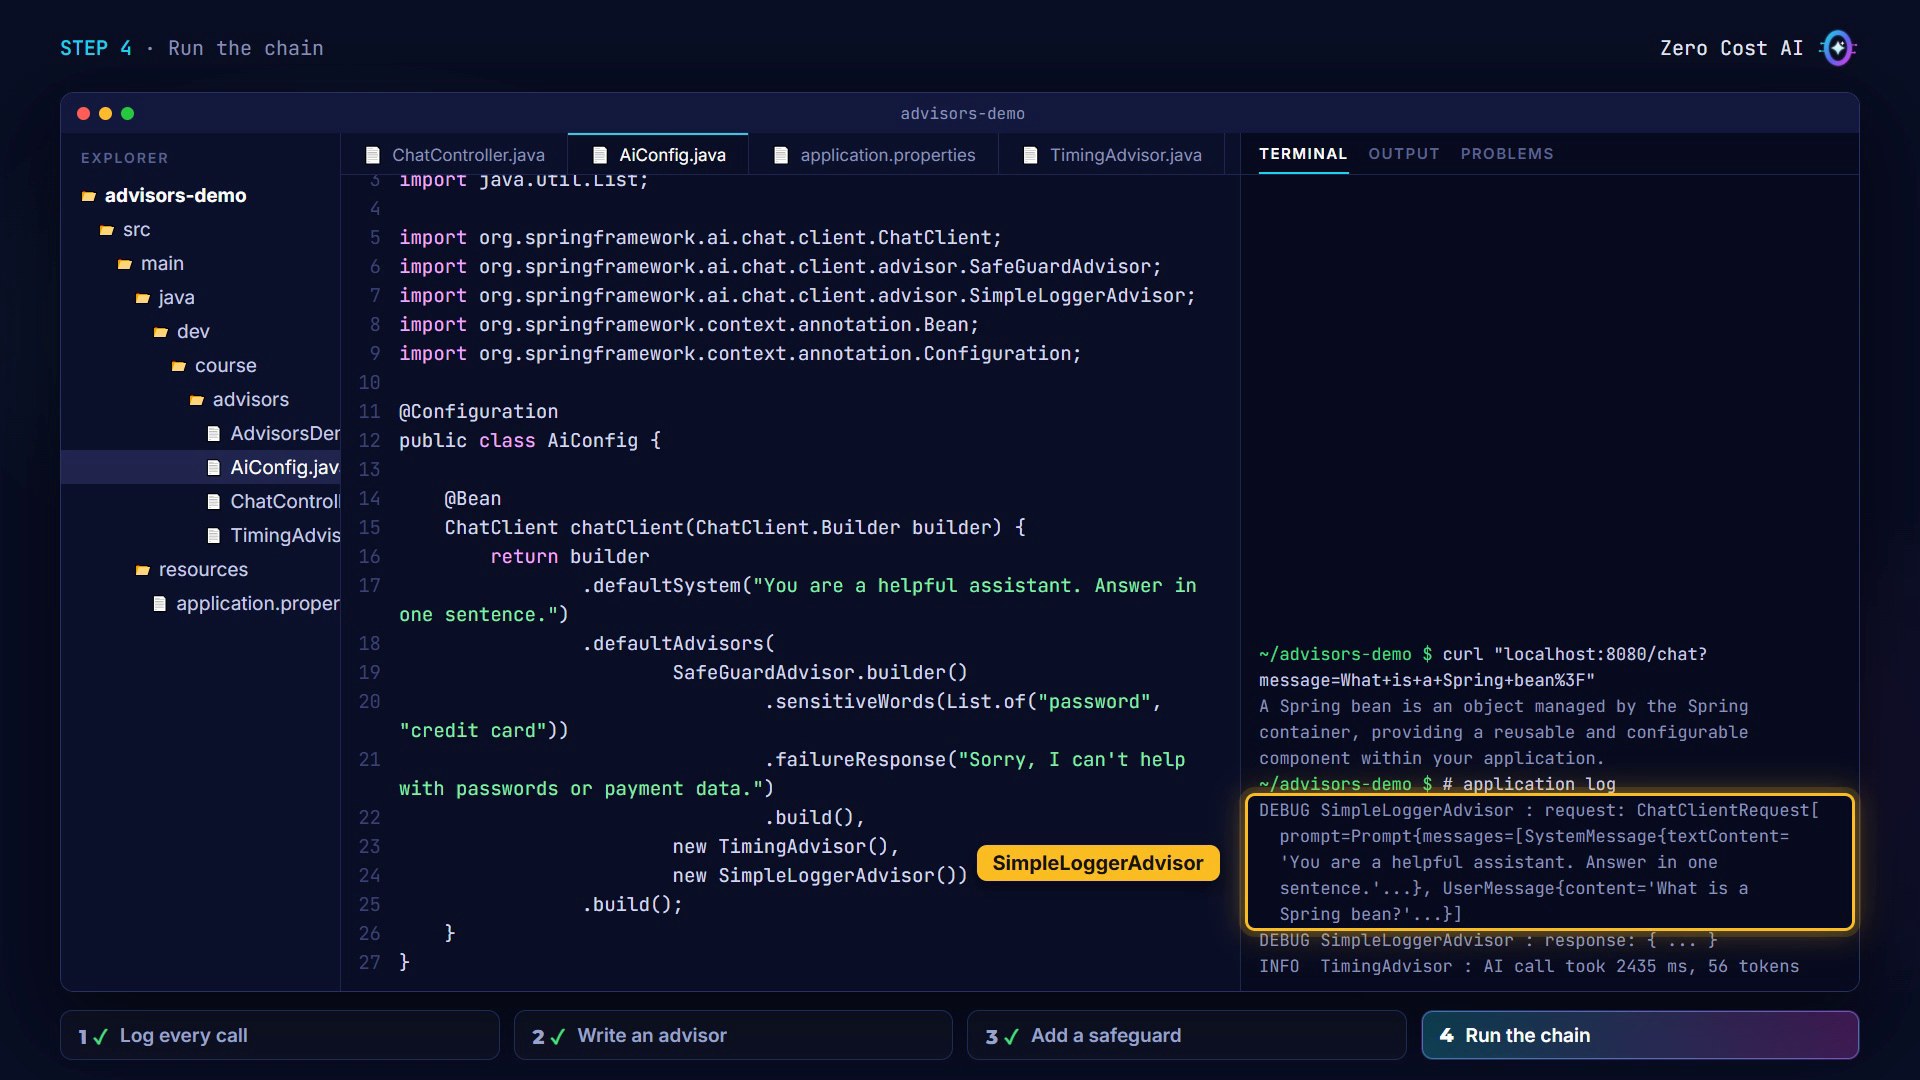 STEP 4 · Run the chain
Zero Cost AI
advisors-demo
EXPLORER
advisors-demo
src
main
java
dev
course
advisors
AdvisorsDer
AiConfig.jav
ChatControll
TimingAdvis
resources
application.proper
ChatController.java
AiConfig.java
application.properties
TimingAdvisor.java
3 import java.util.List;
4
5 import org.springframework.ai.chat.client.ChatClient;
6 import org.springframework.ai.chat.client.advisor.SafeGuardAdvisor;
7 import org.springframework.ai.chat.client.advisor.SimpleLoggerAdvisor;
8 import org.springframework.context.annotation.Bean;
9 import org.springframework.context.annotation.Configuration;
10
11 @Configuration
12 public class AiConfig {
13
14 @Bean
15 ChatClient chatClient(ChatClient.Builder builder) {
16 return builder
17 .defaultSystem("You are a helpful assistant. Answer in
one sentence.")
18 .defaultAdvisors(
19 SafeGuardAdvisor.builder()
20 .sensitiveWords(List.of("password",
"credit card"))
21 .failureResponse("Sorry, I can't help
with passwords or payment data.")
22 .build(),
23 new TimingAdvisor(),
24 new SimpleLoggerAdvisor())
25 .build();
26 }
27 }
SimpleLoggerAdvisor
TERMINAL OUTPUT PROBLEMS
~/advisors-demo $ curl "localhost:8080/chat?
message=What+is+a+Spring+bean%3F"
A Spring bean is an object managed by the Spring
container, providing a reusable and configurable
component within your application.
~/advisors-demo $ # application log
DEBUG SimpleLoggerAdvisor : request: ChatClientRequest[
prompt=Prompt{messages=[SystemMessage{textContent=
'You are a helpful assistant. Answer in one
sentence.'...}, UserMessage{content='What is a
Spring bean?'...}]
DEBUG SimpleLoggerAdvisor : response: { ... }
INFO TimingAdvisor : AI call took 2435 ms, 56 tokens
1 ✓ Log every call
2 ✓ Write an advisor
3 ✓ Add a safeguard
4 Run the chain